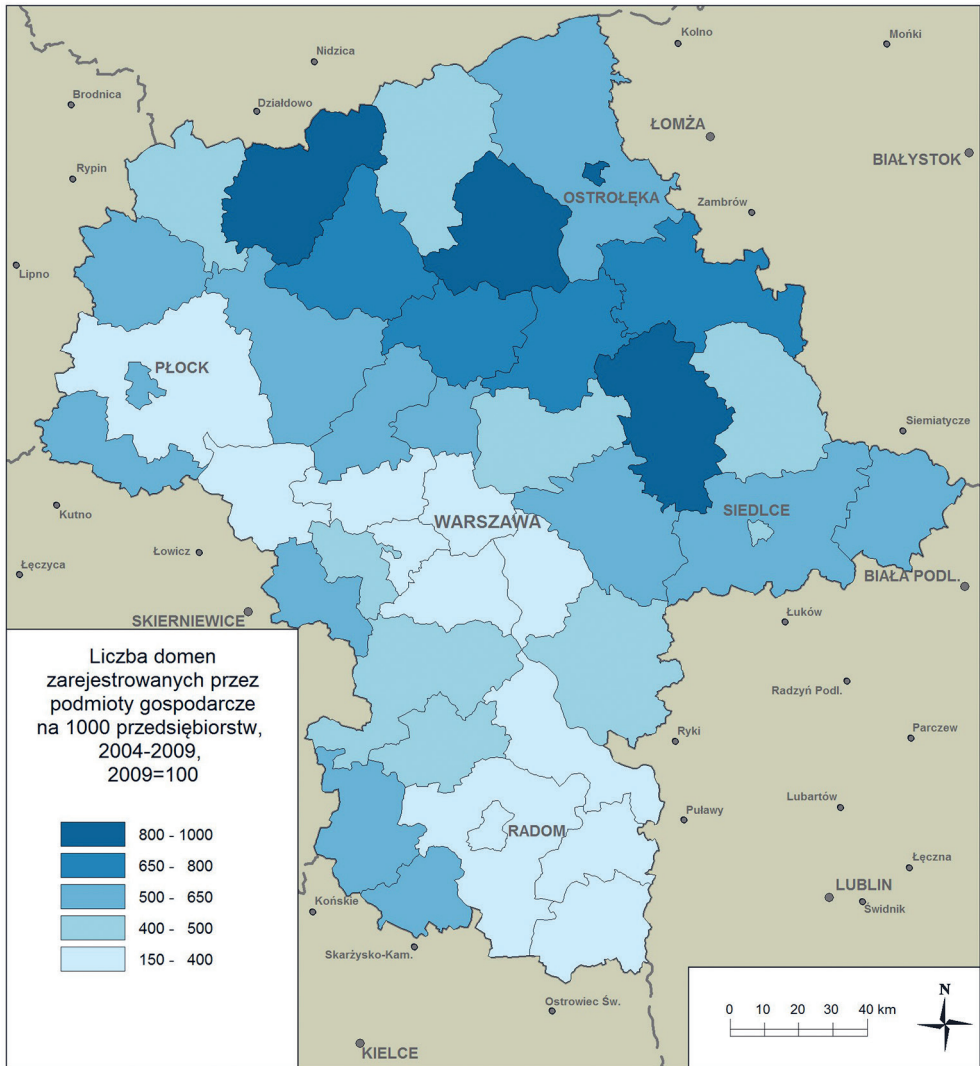 Kolno
Mońki
Nidzica
Brodnica
Działdowo
ŁOMŻA
BIAŁYSTOK
Rypin
OSTROŁĘKA
Zambrów
Lipno
PŁOCK
Siemiatycze
Kutno
WARSZAWA
SIEDLCE
Łowicz
Łęczyca
BIAŁA PODL.
SKIERNIEWICE
Łuków
Liczba domen
zarejestrowanych przez
podmioty gospodarcze
na 1000 przedsiębiorstw,
2004-2009,
2009=100
800 - 1000
650 - 800
500 - 650
400 - 500
150 - 400
Radzyń Podl.
Ryki
Parczew
Puławy
Lubartów
RADOM
Łęczna
LUBLIN
Świdnik
Końskie
Skarżysko-Kam.
Ostrowiec Św.
KIELCE
0 10 20 40 km
N